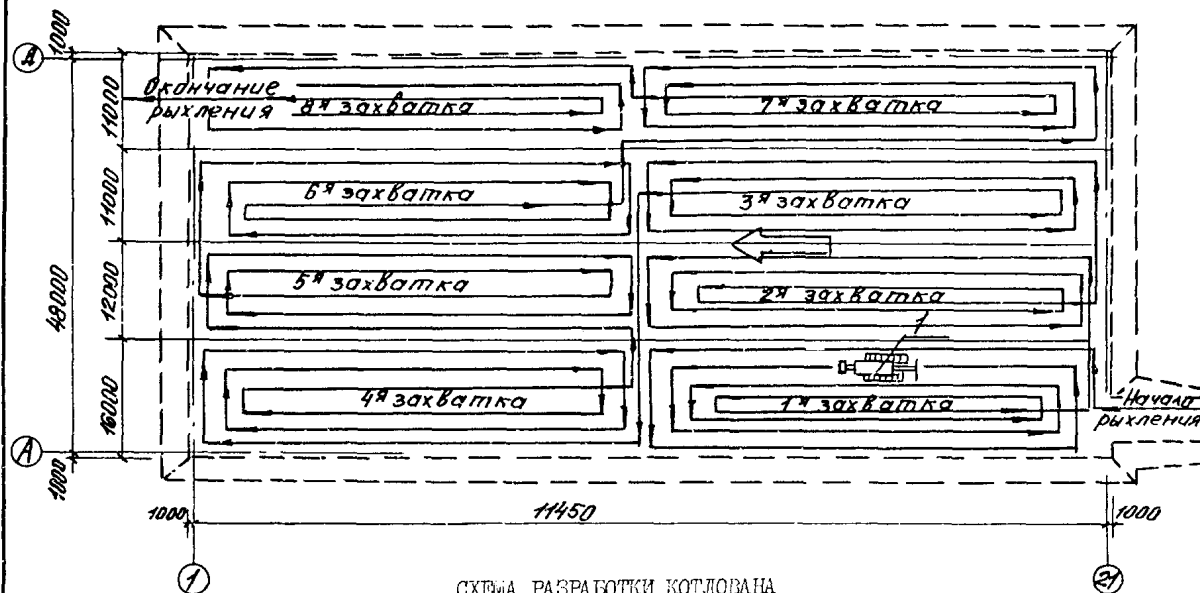 1000
Д
11000
Окончание
рыхления
8я захватка
7я захватка
11000
6я захватка
3я захватка
48000
12000
5я захватка
2я захватка
1
16000
4я захватка
1я захватка
Начало
рыхления
А
1000
1000
11450
1000
1
21
СХЕМА РАЗРАБОТКИ КОТЛОВАНА